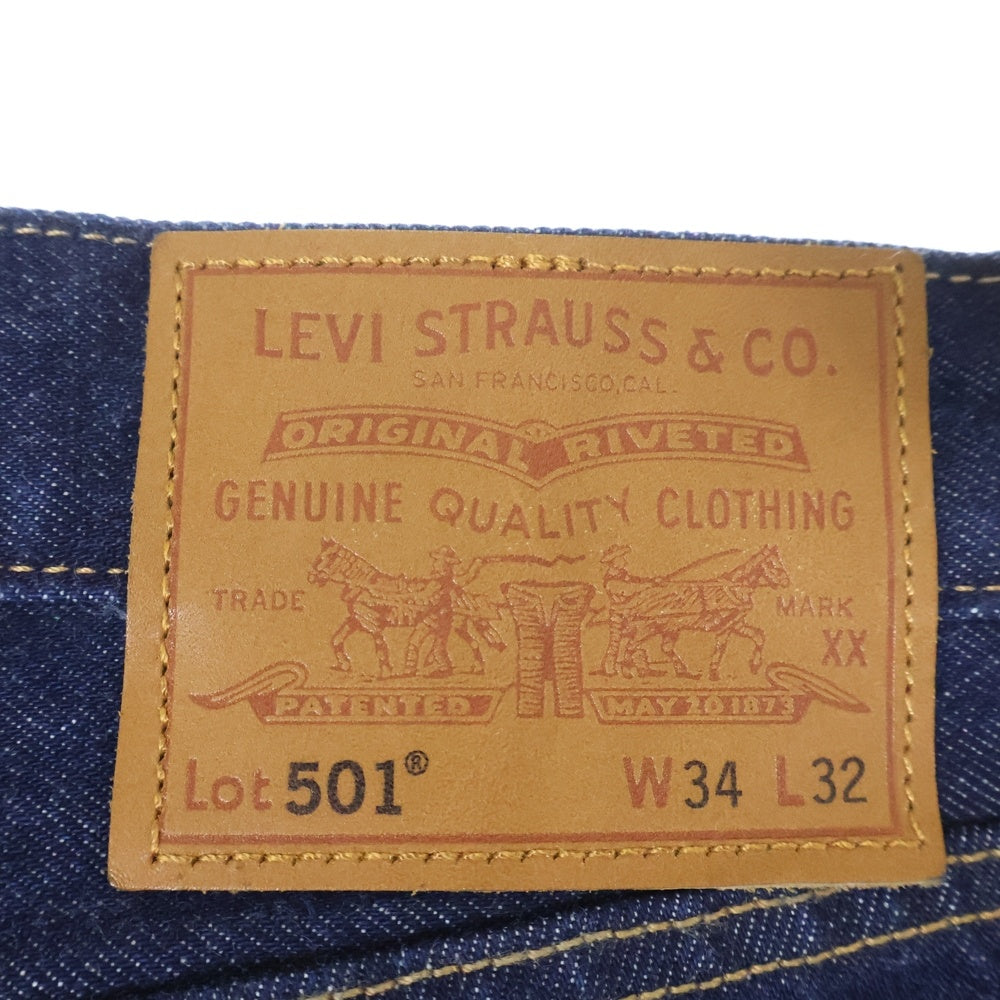 LEVI STRAUSS & CO.
SAN FRANCISCO, CAL.
ORIGINAL RIVETED
GENUINE QUALITY CLOTHING
TRADE MARK
XX
PATENTED MAY 20 1873
Lot 501® W34 L32